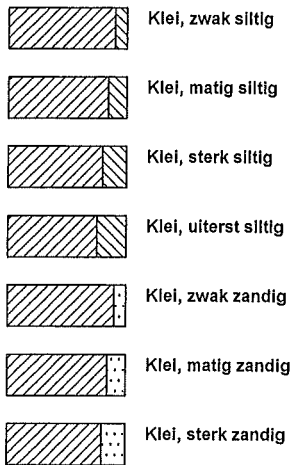 Klei, zwak siltig
Klei, matig siltig
Klei, sterk siltig
Klei, uiterst siltig
Klei, zwak zandig
Klei, matig zandig
Klei, sterk zandig